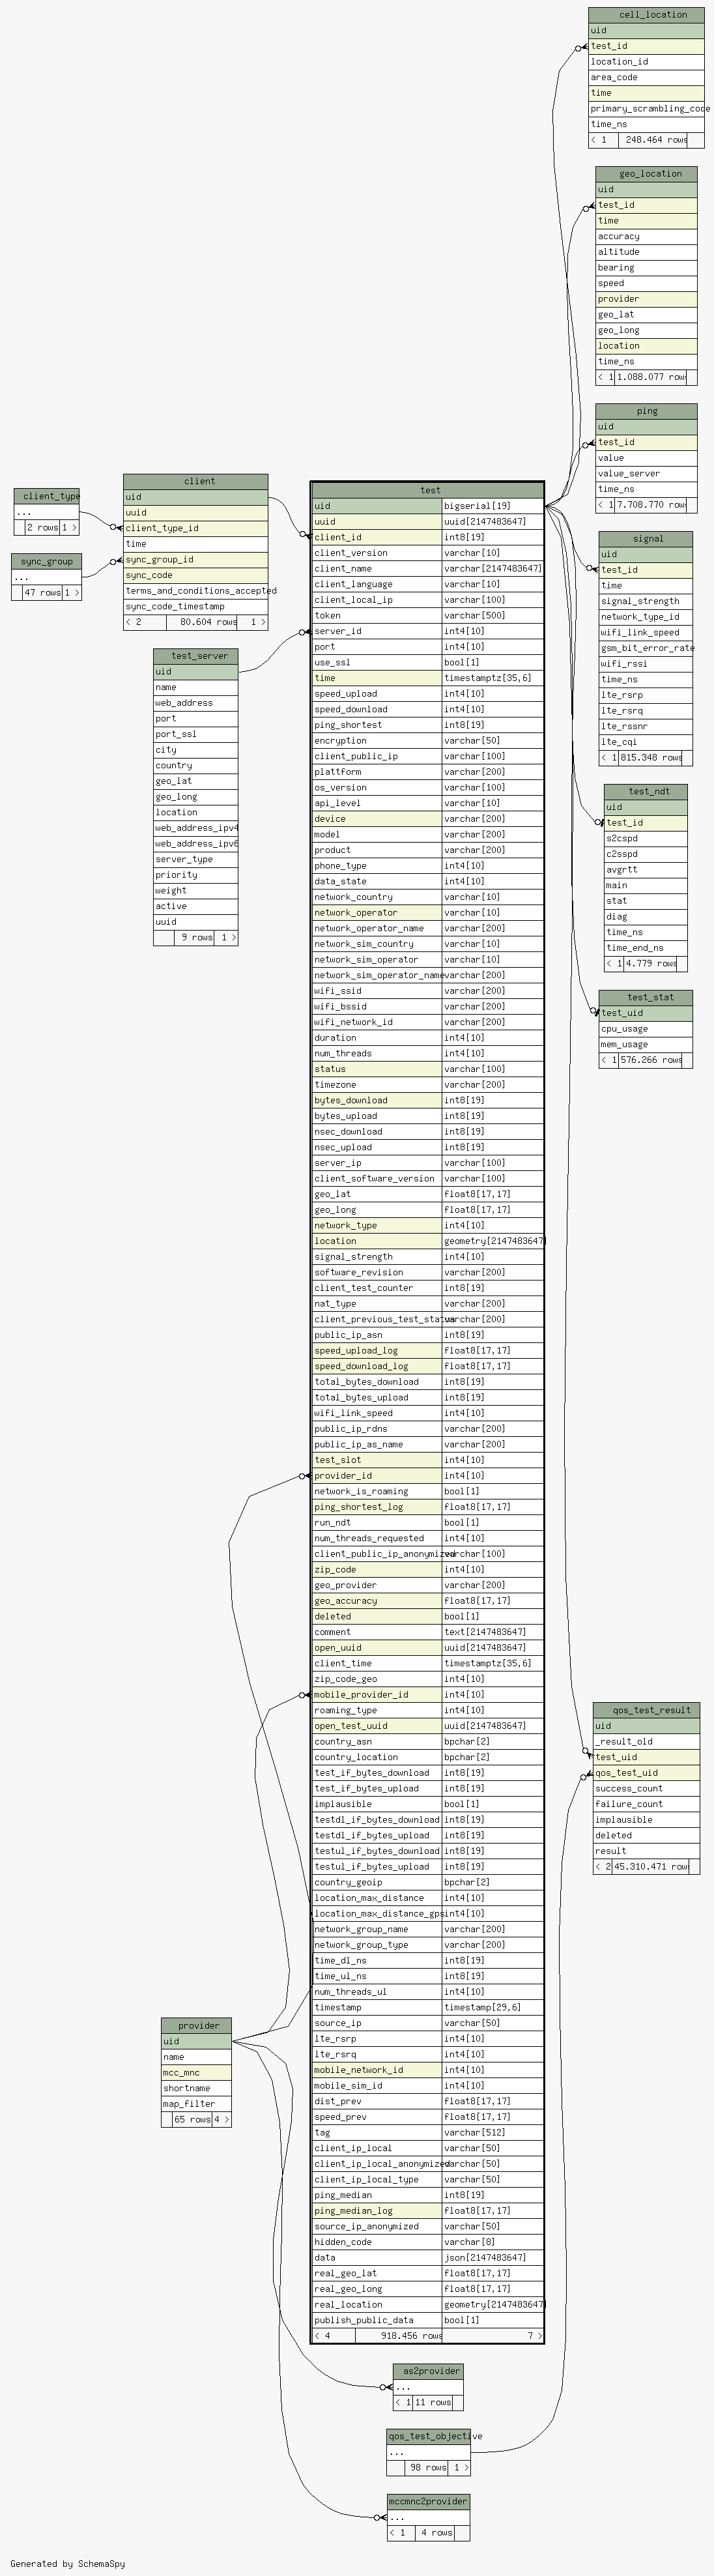 cell_location
uid
test_id
location_id
area_code
time
primary_scrambling_code
time_ns
< 1 248.464 rows
geo_location
uid
test_id
time
accuracy
altitude
bearing
speed
provider
geo_lat
geo_long
location
time_ns
< 1 1.088.077 rows
ping
uid
test_id
value
value_server
time_ns
< 1 7.708.770 rows
signal
uid
test_id
time
signal_strength
network_type_id
wifi_link_speed
gsm_bit_error_rate
wifi_rssi
time_ns
lte_rsrp
lte_rsrq
lte_rssnr
lte_cqi
< 1 815.348 rows
test_ndt
uid
test_id
s2cspd
c2sspd
avgrtt
main
stat
diag
time_ns
time_end_ns
< 1 4.779 rows
test_stat
test_uid
cpu_usage
mem_usage
< 1 576.266 rows
client_type
...
2 rows 1 >
sync_group
...
47 rows 1 >
client
uid
uuid
client_type_id
time
sync_group_id
sync_code
terms_and_conditions_accepted
sync_code_timestamp
< 2 80.604 rows 1 >
test_server
uid
name
web_address
port
port_ssl
city
country
geo_lat
geo_long
location
web_address_ipv4
web_address_ipv6
server_type
priority
weight
active
uuid
9 rows 1 >
test
uid bigserial[19]
uuid uuid[2147483647]
client_id int8[19]
client_version varchar[10]
client_name varchar[2147483647]
client_language varchar[10]
client_local_ip varchar[100]
token varchar[500]
server_id int4[10]
port int4[10]
use_ssl bool[1]
time timestamptz[35,6]
speed_upload int4[10]
speed_download int4[10]
ping_shortest int8[19]
encryption varchar[50]
client_public_ip varchar[100]
plattform varchar[200]
os_version varchar[100]
api_level varchar[10]
device varchar[200]
model varchar[200]
product varchar[200]
phone_type int4[10]
data_state int4[10]
network_country varchar[10]
network_operator varchar[10]
network_operator_name varchar[200]
network_sim_country varchar[10]
network_sim_operator varchar[10]
network_sim_operator_name varchar[200]
wifi_ssid varchar[200]
wifi_bssid varchar[200]
wifi_network_id varchar[200]
duration int4[10]
num_threads int4[10]
status varchar[100]
timezone varchar[200]
bytes_download int8[19]
bytes_upload int8[19]
nsec_download int8[19]
nsec_upload int8[19]
server_ip varchar[100]
client_software_version varchar[100]
geo_lat float8[17,17]
geo_long float8[17,17]
network_type int4[10]
location geometry[2147483647]
signal_strength int4[10]
software_revision varchar[200]
client_test_counter int8[19]
nat_type varchar[200]
client_previous_test_status varchar[200]
public_ip_asn int8[19]
speed_upload_log float8[17,17]
speed_download_log float8[17,17]
total_bytes_download int8[19]
total_bytes_upload int8[19]
wifi_link_speed int4[10]
public_ip_rdns varchar[200]
public_ip_as_name varchar[200]
test_slot int4[10]
provider_id int4[10]
network_is_roaming bool[1]
ping_shortest_log float8[17,17]
run_ndt bool[1]
num_threads_requested int4[10]
client_public_ip_anonymized varchar[100]
zip_code int4[10]
geo_provider varchar[200]
geo_accuracy float8[17,17]
deleted bool[1]
comment text[2147483647]
open_uuid uuid[2147483647]
client_time timestamptz[35,6]
zip_code_geo int4[10]
mobile_provider_id int4[10]
roaming_type int4[10]
open_test_uuid uuid[2147483647]
country_asn bpchar[2]
country_location bpchar[2]
test_if_bytes_download int8[19]
test_if_bytes_upload int8[19]
implausible bool[1]
testdl_if_bytes_download int8[19]
testdl_if_bytes_upload int8[19]
testul_if_bytes_download int8[19]
testul_if_bytes_upload int8[19]
country_geoip bpchar[2]
location_max_distance int4[10]
location_max_distance_gps int4[10]
network_group_name varchar[200]
network_group_type varchar[200]
time_dl_ns int8[19]
time_ul_ns int8[19]
num_threads_ul int4[10]
timestamp timestamp[29,6]
source_ip varchar[50]
lte_rsrp int4[10]
lte_rsrq int4[10]
mobile_network_id int4[10]
mobile_sim_id int4[10]
dist_prev float8[17,17]
speed_prev float8[17,17]
tag varchar[512]
client_ip_local varchar[50]
client_ip_local_anonymized varchar[50]
client_ip_local_type varchar[50]
ping_median int8[19]
ping_median_log float8[17,17]
source_ip_anonymized varchar[50]
hidden_code varchar[8]
data json[2147483647]
real_geo_lat float8[17,17]
real_geo_long float8[17,17]
real_location geometry[2147483647]
publish_public_data bool[1]
< 4 918.456 rows 7 >
qos_test_result
uid
_result_old
test_uid
qos_test_uid
success_count
failure_count
implausible
deleted
result
< 2 45.310.471 rows
provider
uid
name
mcc_mnc
shortname
map_filter
65 rows 4 >
as2provider
...
< 1 11 rows
qos_test_objective
...
98 rows 1 >
mccmnc2provider
...
< 1 4 rows
Generated by SchemaSpy